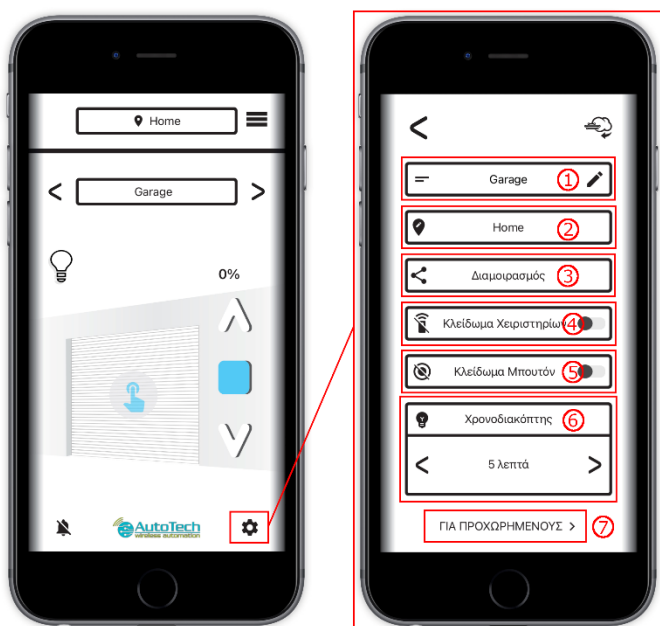 Home
Garage
0%
AutoTech
wireless automation
Garage 1
Home 2
Διαμοιρασμός 3
Κλείδωμα Χειριστηρίων 4
Κλείδωμα Μπουτόν 5
Χρονοδιακόπτης 6
5 λεπτά
ΓΙΑ ΠΡΟΧΩΡΗΜΕΝΟΥΣ > 7